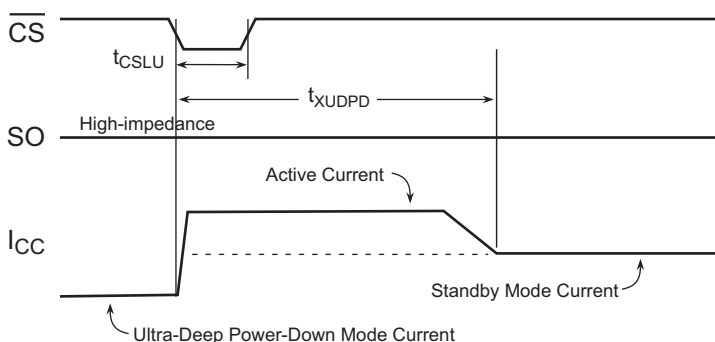 CS
tCSLU
tXUDPD
High-impedance
SO
Active Current
ICC
Standby Mode Current
Ultra-Deep Power-Down Mode Current